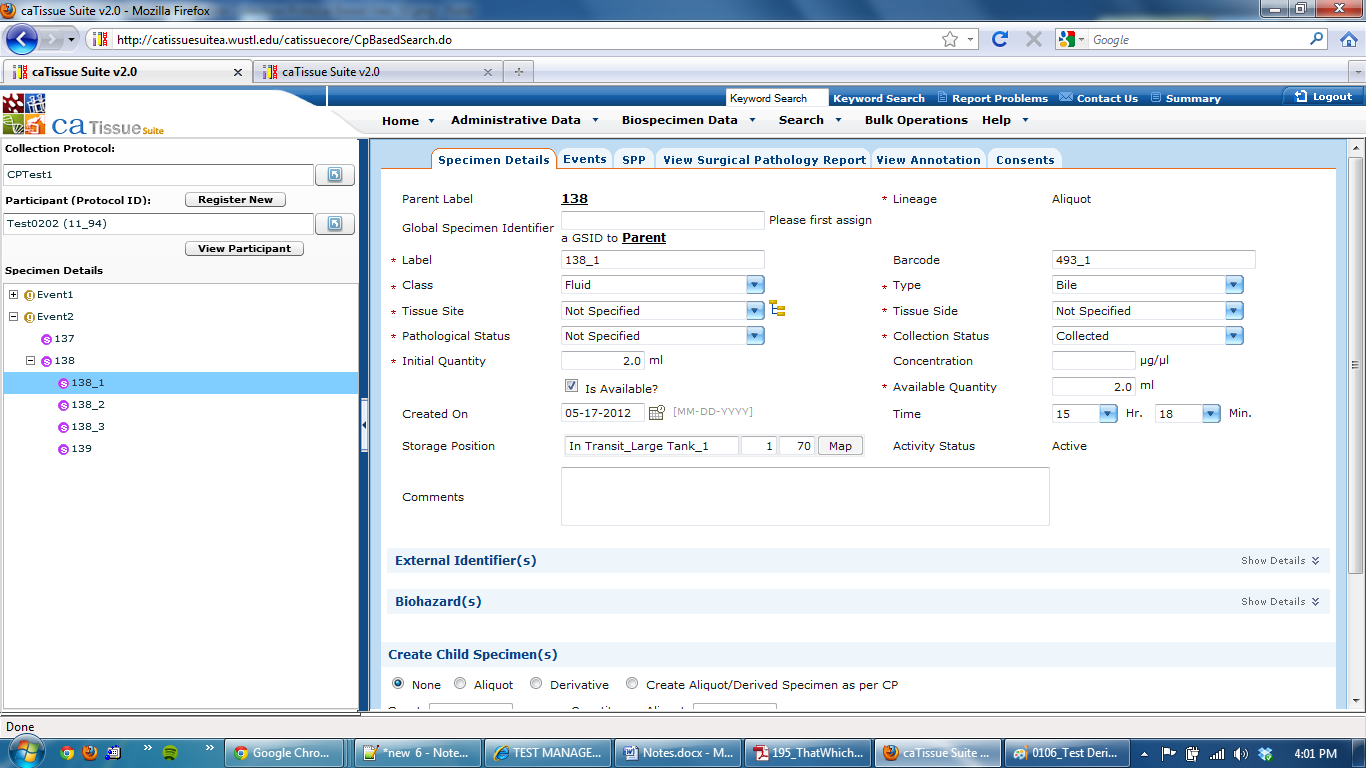 caTissue Suite v2.0 - Mozilla Firefox
http://catissuesuitea.wustl.edu/catissuecore/CpBasedSearch.do
Google
caTissue Suite v2.0
caTissue Suite v2.0
Keyword Search Keyword Search Report Problems Contact Us Summary Logout
ca Tissue Suite
Home Administrative Data Biospecimen Data Search Bulk Operations Help
Collection Protocol:
CPTest1
Participant (Protocol ID): Register New
Test0202 (11_94)
View Participant
Specimen Details
Event1
Event2
137
138
138_1
138_2
138_3
139
Specimen Details Events SPP View Surgical Pathology Report View Annotation Consents
Parent Label 138 * Lineage Aliquot
Global Specimen Identifier Please first assign
a GSID to Parent
* Label 138_1 Barcode 493_1
* Class Fluid * Type Bile
* Tissue Site Not Specified * Tissue Side Not Specified
* Pathological Status Not Specified * Collection Status Collected
* Initial Quantity 2.0 ml Concentration µg/µl
Is Available? * Available Quantity 2.0 ml
Created On 05-17-2012 [MM-DD-YYYY] Time 15 Hr. 18 Min.
Storage Position In Transit_Large Tank_1 1 70 Map Activity Status Active
Comments
External Identifier(s) Show Details
Biohazard(s) Show Details
Create Child Specimen(s)
None Aliquot Derivative Create Aliquot/Derived Specimen as per CP
Done
Google Chro... *new 6 - Note... TEST MANAGE... Notes.docx - M... 195_ThatWhich... caTissue Suite ... 0106_Test Deri... 4:01 PM